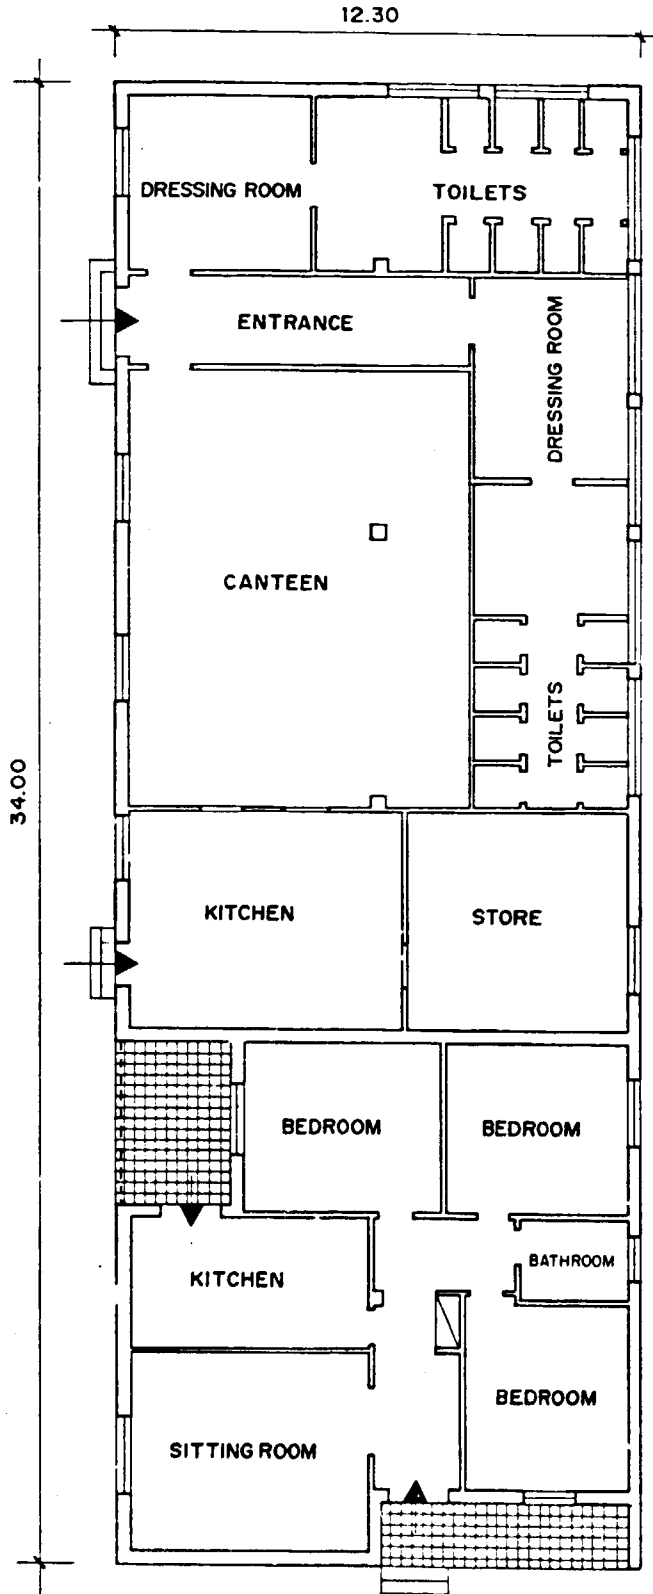 12.30
DRESSING ROOM
TOILETS
ENTRANCE
DRESSING ROOM
CANTEEN
TOILETS
34.00
KITCHEN
STORE
BEDROOM
BEDROOM
BATHROOM
KITCHEN
BEDROOM
SITTING ROOM